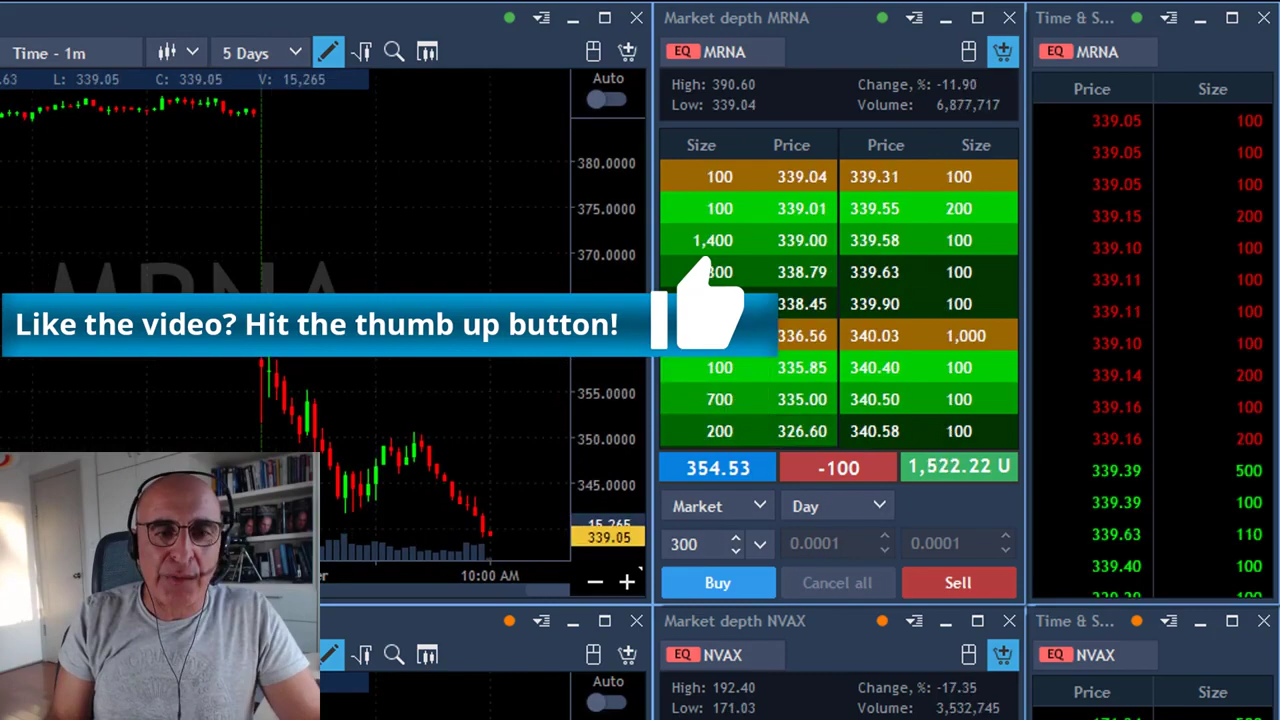 Time - 1m
5 Days
.63 L: 339.05 C: 339.05 V: 15,265
Auto
380.0000
375.0000
370.0000
355.0000
350.0000
345.0000
15,265
339.05
10:00 AM
Like the video? Hit the thumb up button!
Market depth MRNA
EQ MRNA
High: 390.60 Change, %: -11.90
Low: 339.04 Volume: 6,877,717
Size Price Price Size
100 339.04 339.31 100
100 339.01 339.55 200
1,400 339.00 339.58 100
338.79 339.63 100
338.45 339.90 100
336.56 340.03 1,000
100 335.85 340.40 100
700 335.00 340.50 100
200 326.60 340.58 100
354.53 -100 1,522.22 U
Market Day
300 0.0001 0.0001
Buy Cancel all Sell
Time & S...
EQ MRNA
Price Size
339.05 100
339.05 100
339.05 100
339.15 200
339.10 100
339.11 100
339.11 100
339.10 100
339.14 200
339.16 100
339.16 200
339.39 500
339.39 100
339.63 110
339.40 100
Auto
Market depth NVAX
EQ NVAX
High: 192.40 Change, %: -17.35
Low: 171.03 Volume: 3,532,745
Time & S...
EQ NVAX
Price Size